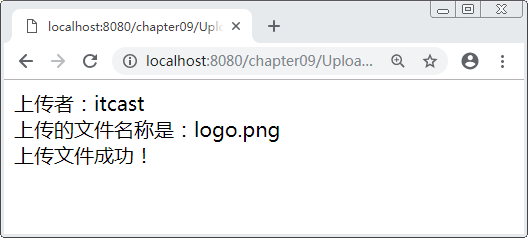 localhost:8080/chapter09/Uplo
localhost:8080/chapter09/Uploa...
上传者：itcast
上传的文件名称是：logo.png
上传文件成功！